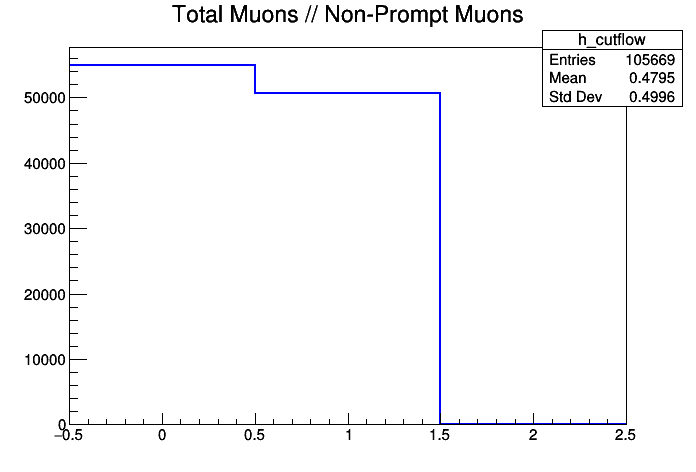 Total Muons // Non-Prompt Muons
h_cutflow
Entries 105669
Mean 0.4795
Std Dev 0.4996
50000
40000
30000
20000
10000
0
−0.5 0 0.5 1 1.5 2 2.5